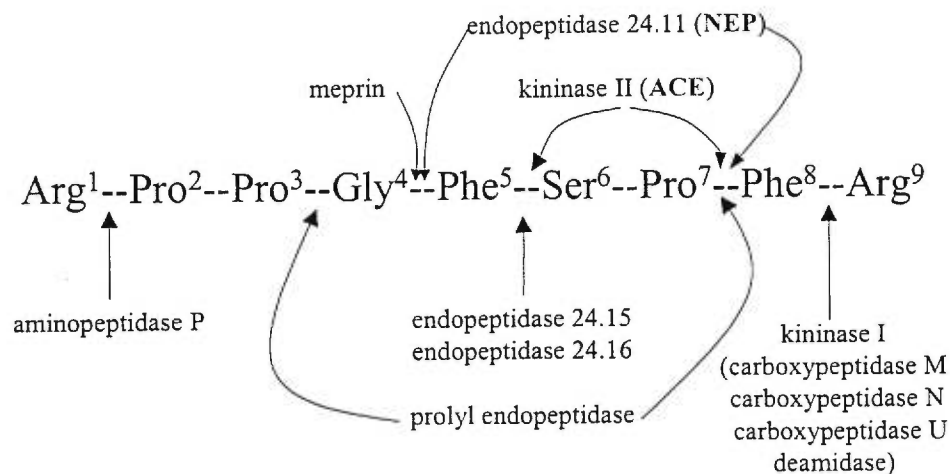 endopeptidase 24.11 (NEP)
meprin
kininase II (ACE)
Arg¹--Pro²--Pro³--Gly⁴--Phe⁵--Ser⁶--Pro⁷--Phe⁸--Arg⁹
aminopeptidase P
endopeptidase 24.15
endopeptidase 24.16
prolyl endopeptidase
kininase I
(carboxypeptidase M
carboxypeptidase N
carboxypeptidase U
deamidase)